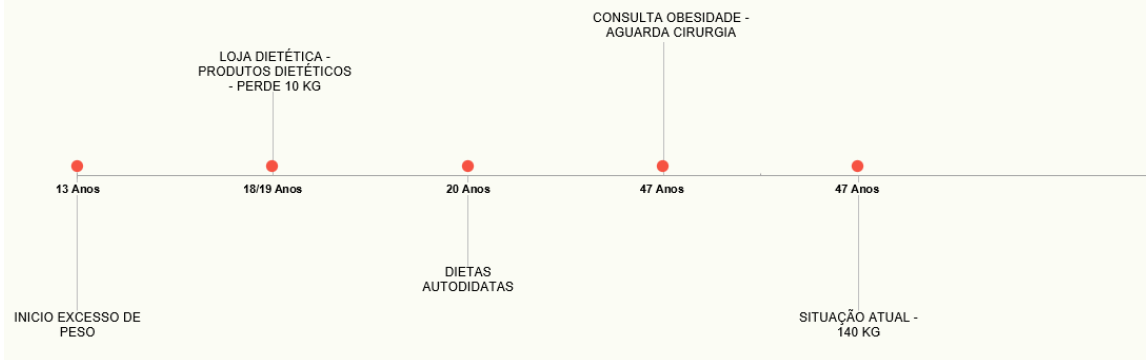 CONSULTA OBESIDADE -
AGUARDA CIRURGIA
LOJA DIETÉTICA -
PRODUTOS DIETÉTICOS
- PERDE 10 KG
13 Anos
18/19 Anos
20 Anos
47 Anos
47 Anos
DIETAS
AUTODIDATAS
INICIO EXCESSO DE
PESO
SITUAÇÃO ATUAL -
140 KG